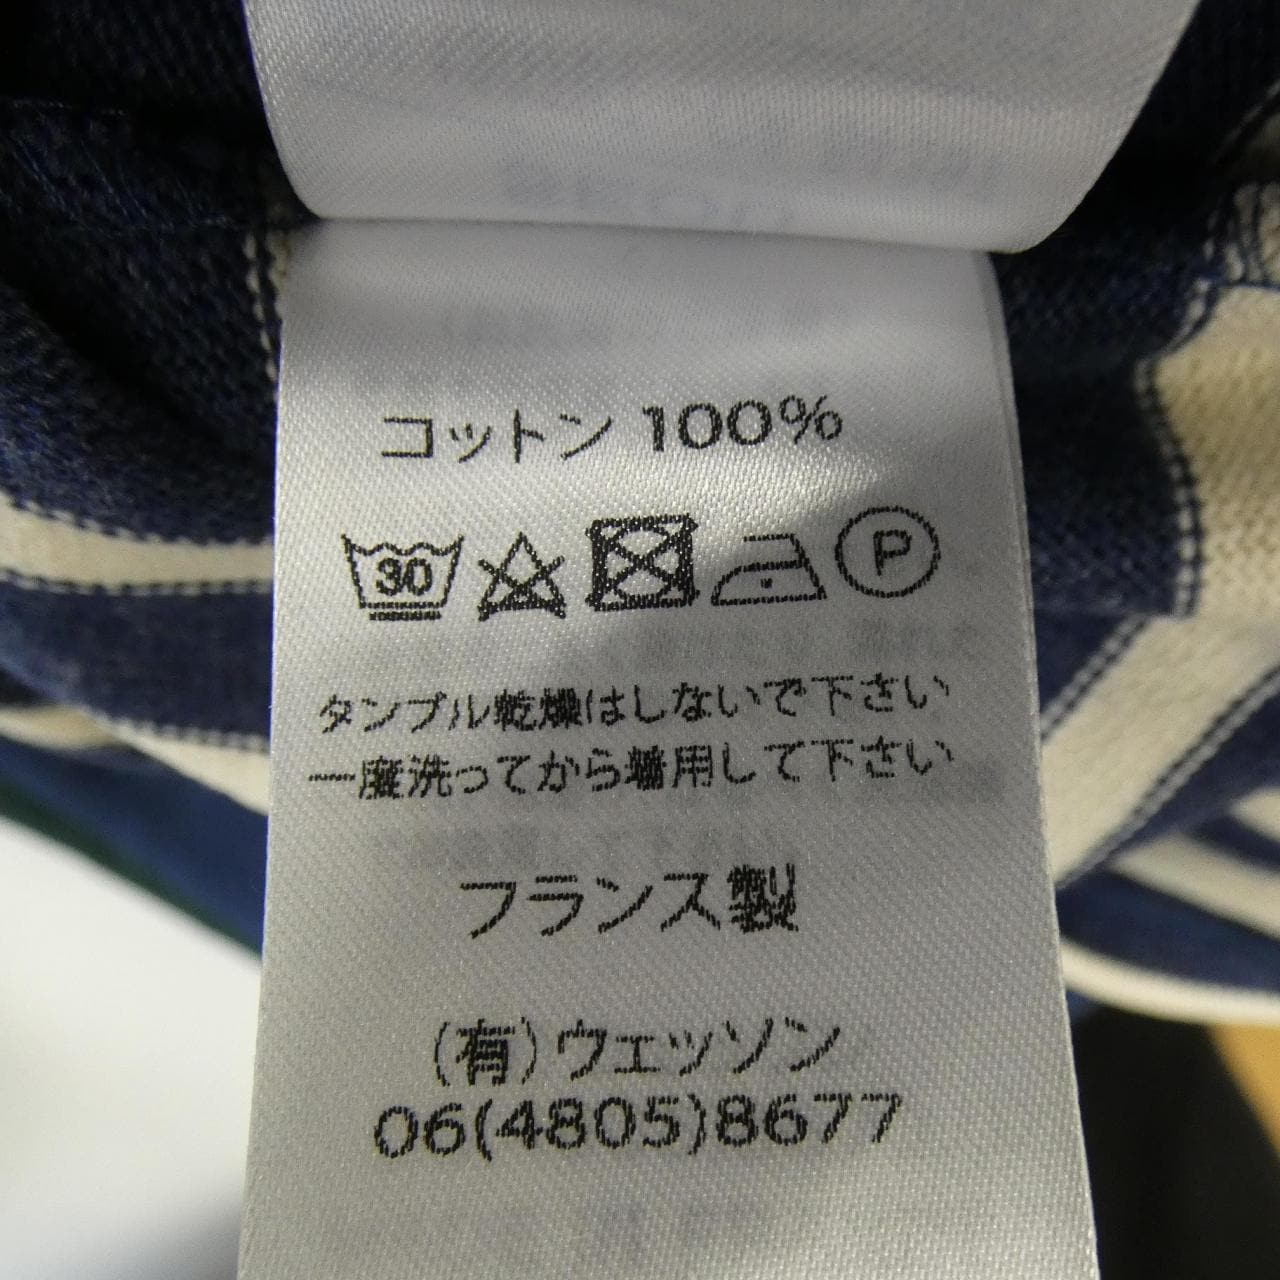 コットン 100%
30 P
タンブル乾燥はしないで下さい
一度洗ってから着用して下さい
フランス製
(有)ウェッソン
06(4805)8677